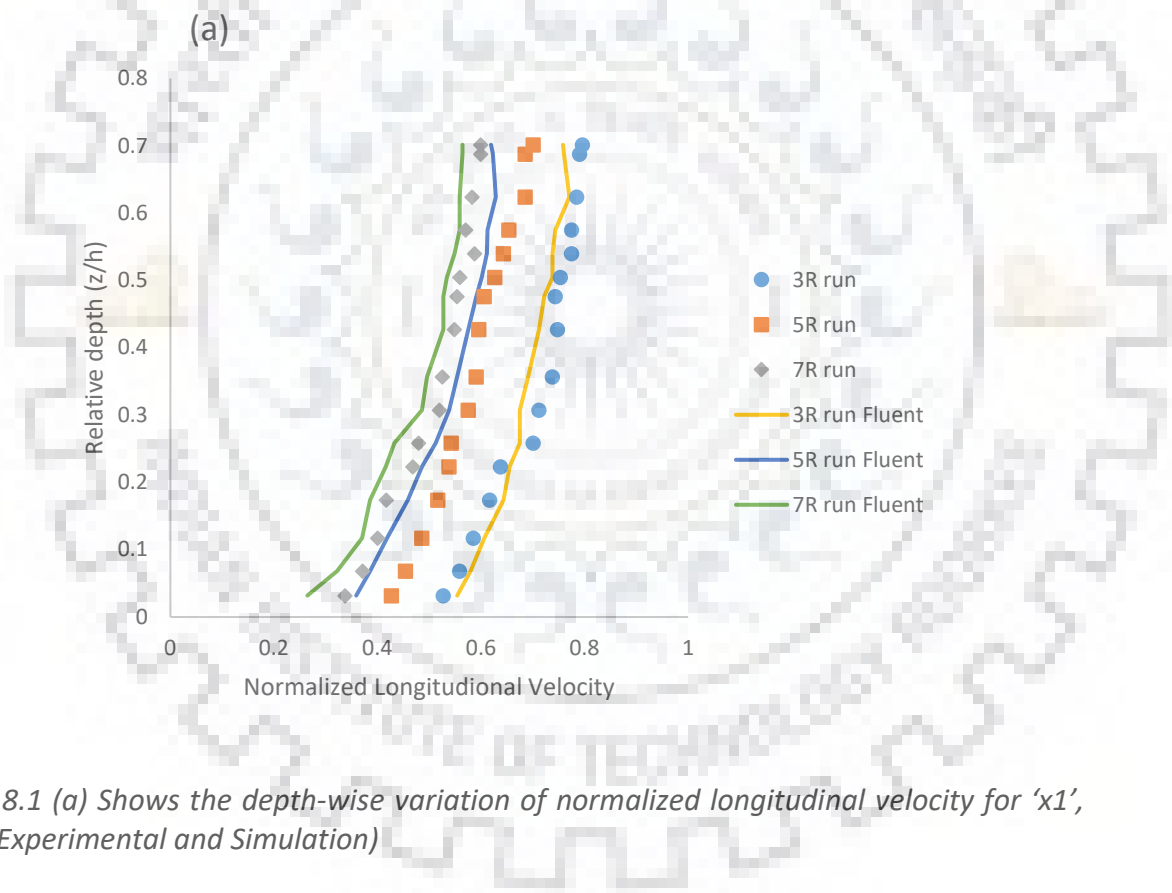 (a)
0.8
0.7
0.6
0.5
0.4
0.3
0.2
0.1
0
Relative depth (z/h)
0 0.2 0.4 0.6 0.8 1
Normalized Longitudional Velocity
3R run
5R run
7R run
3R run Fluent
5R run Fluent
7R run Fluent
8.1 (a) Shows the depth-wise variation of normalized longitudinal velocity for ‘x1’,
Experimental and Simulation)
OF TECHNOLOGY